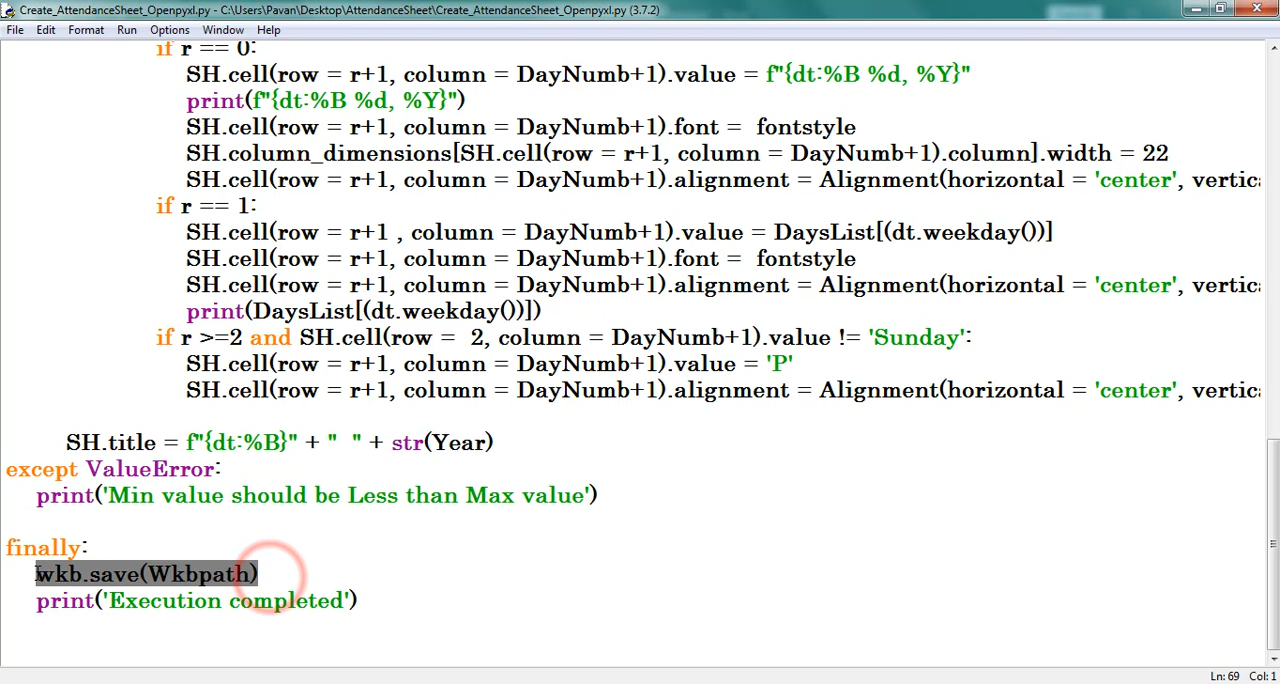 Create_AttendanceSheet_Openpyxl.py - C:\Users\Pavan\Desktop\AttendanceSheet\Create_AttendanceSheet_Openpyxl.py (3.7.2)
File Edit Format Run Options Window Help
if r == 0:
SH.cell(row = r+1, column = DayNumb+1).value = f"{dt:%B %d, %Y}"
print(f"{dt:%B %d, %Y}")
SH.cell(row = r+1, column = DayNumb+1).font =  fontstyle
SH.column_dimensions[SH.cell(row = r+1, column = DayNumb+1).column].width = 22
SH.cell(row = r+1, column = DayNumb+1).alignment = Alignment(horizontal = 'center', vertica
if r == 1:
SH.cell(row = r+1 , column = DayNumb+1).value = DaysList[(dt.weekday())]
SH.cell(row = r+1, column = DayNumb+1).font =  fontstyle
SH.cell(row = r+1, column = DayNumb+1).alignment = Alignment(horizontal = 'center', vertica
print(DaysList[(dt.weekday())])
if r >=2 and SH.cell(row =  2, column = DayNumb+1).value != 'Sunday':
SH.cell(row = r+1, column = DayNumb+1).value = 'P'
SH.cell(row = r+1, column = DayNumb+1).alignment = Alignment(horizontal = 'center', vertica
SH.title = f"{dt:%B}" + "  " + str(Year)
except ValueError:
print('Min value should be Less than Max value')
finally:
wkb.save(Wkbpath)
print('Execution completed')
Ln: 69 Col: 1